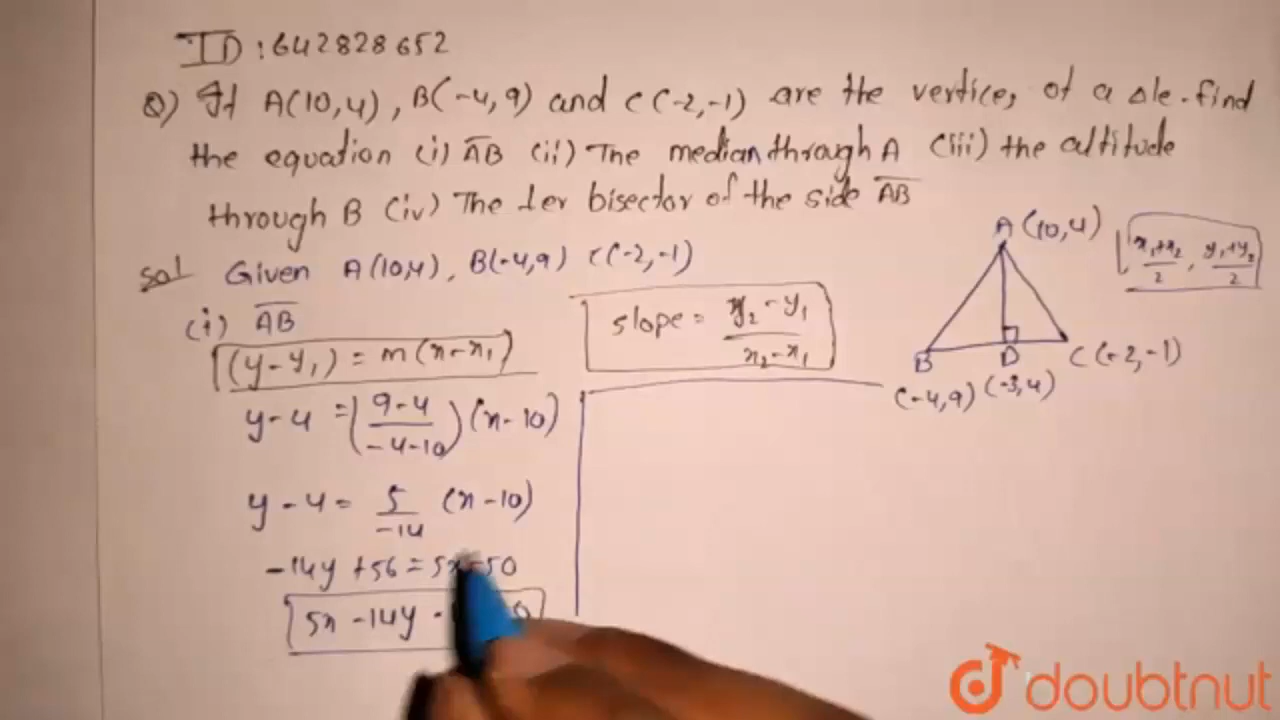 ID : 642828652
Q) If A(10,4), B(-4,9) and C(-2,-1) are the vertices of a Δle. find
the equation (i) A̅B̅ (ii) The median through A (iii) the altitude
through B (iv) The ⊥er bisector of the side A̅B̅
Sol Given A(10,4), B(-4,9) C(-2,-1)
(i) A̅B̅
(y-y₁) = m(x-x₁)
y-4 = (9-4/-4-10)(x-10)
y-4 = 5/-14 (x-10)
-14y +56 = 5x-50
5x -14y -
slope = y₂-y₁/x₂-x₁
A (10,4)
x₁+x₂/2, y₁+y₂/2
B
D
C (-2,-1)
(-4,9) (-3,4)
doubtnut